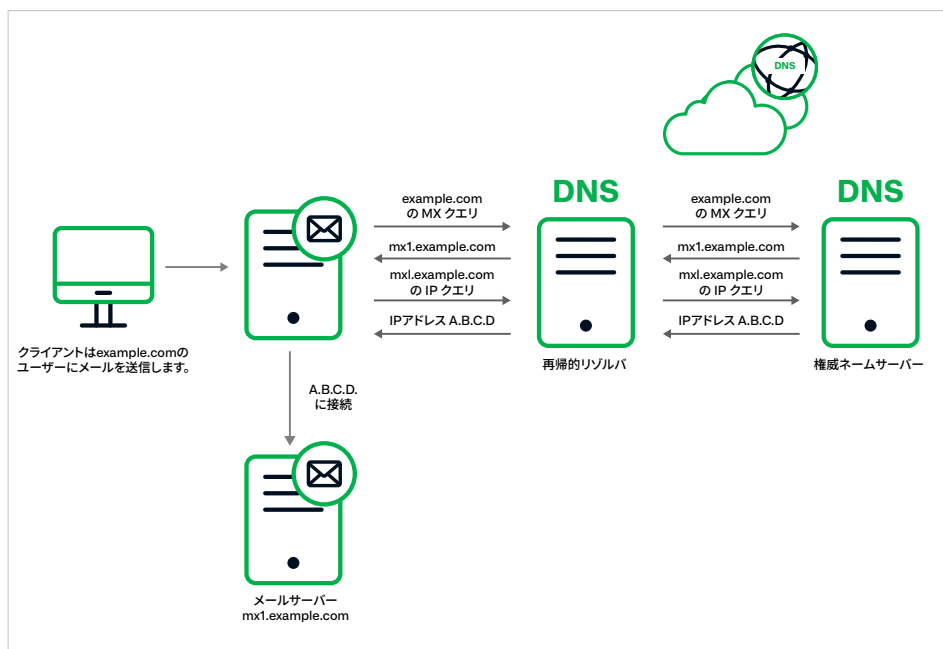 DNS
DNS
DNS
example.com
の MX クエリ
mx1.example.com
mxl.example.com
の IP クエリ
IPアドレス A.B.C.D
example.com
の MX クエリ
mx1.example.com
mxl.example.com
の IP クエリ
IPアドレス A.B.C.D
クライアントはexample.comの
ユーザーにメールを送信します。
再帰的リゾルバ
権威ネームサーバー
A.B.C.D.
に接続
メールサーバー
mx1.example.com